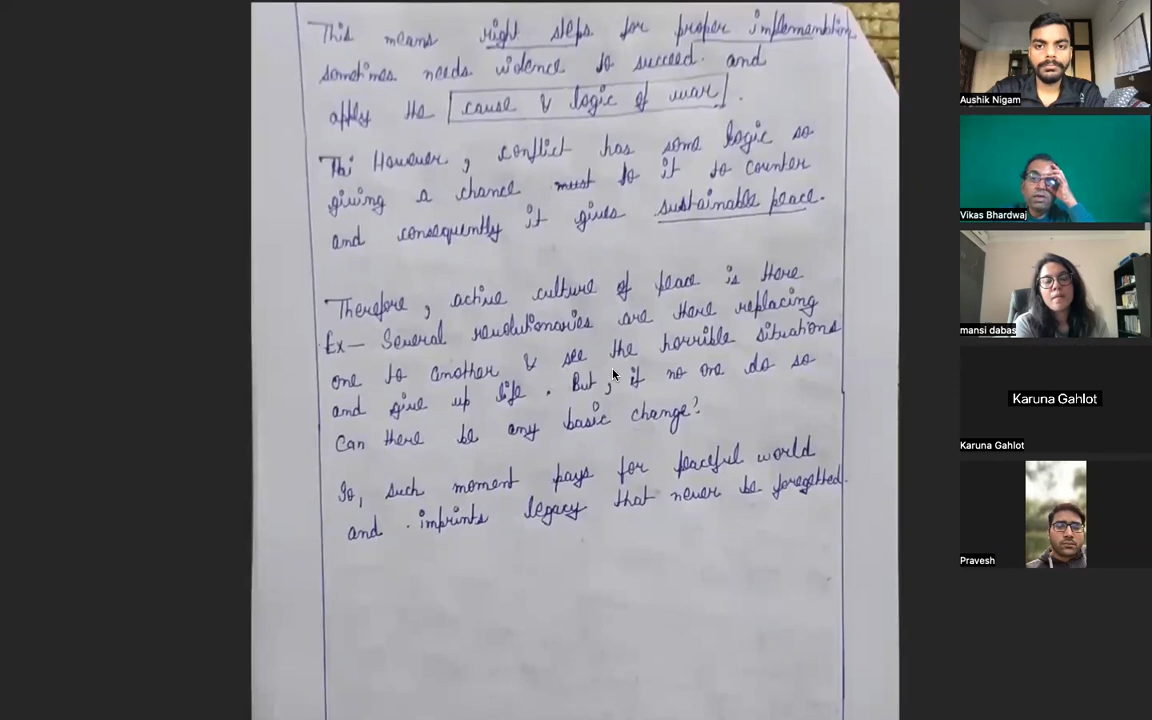 This means right steps for proper implementation
sometimes needs violence to succeed. and
apply the cause & logic of war.
Thi However, conflict has some logic so
giving a chance must to it to counter
and consequently it gives sustainable peace.
Therefore, active culture of peace is Here
Ex- Several revolutionaries are there replacing
one to another & see the horrible situations
and give up life. But, if no one do so
Can there be any basic change?
So, such moment pays for peaceful world
and imprints legacy that never be foregetted.
Aushik Nigam
Vikas Bhardwaj
mansi dabas
Karuna Gahlot
Karuna Gahlot
Pravesh